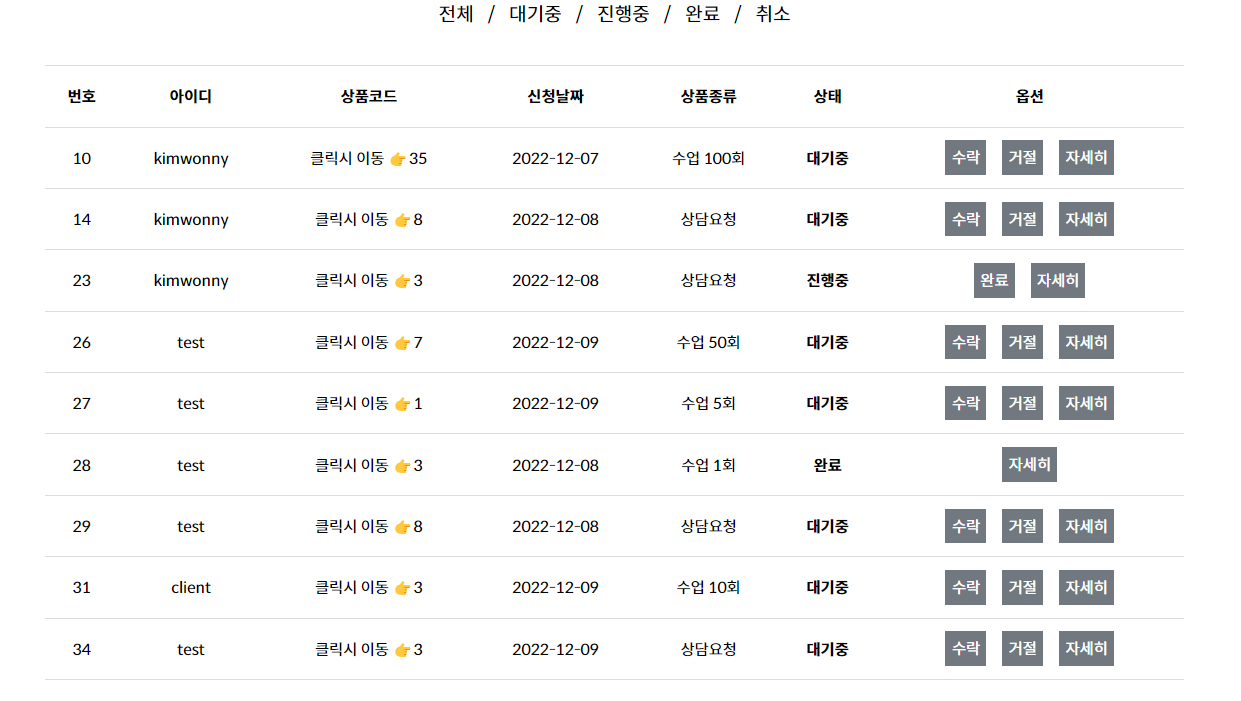 전체 / 대기중 / 진행중 / 완료 / 취소
번호 아이디 상품코드 신청날짜 상품종류 상태 옵션
10 kimwonny 클릭시 이동 👉35 2022-12-07 수업 100회 대기중 수락 거절 자세히
14 kimwonny 클릭시 이동 👉8 2022-12-08 상담요청 대기중 수락 거절 자세히
23 kimwonny 클릭시 이동 👉3 2022-12-08 상담요청 진행중 완료 자세히
26 test 클릭시 이동 👉7 2022-12-09 수업 50회 대기중 수락 거절 자세히
27 test 클릭시 이동 👉1 2022-12-09 수업 5회 대기중 수락 거절 자세히
28 test 클릭시 이동 👉3 2022-12-08 수업 1회 완료 자세히
29 test 클릭시 이동 👉8 2022-12-08 상담요청 대기중 수락 거절 자세히
31 client 클릭시 이동 👉3 2022-12-09 수업 10회 대기중 수락 거절 자세히
34 test 클릭시 이동 👉3 2022-12-09 상담요청 대기중 수락 거절 자세히